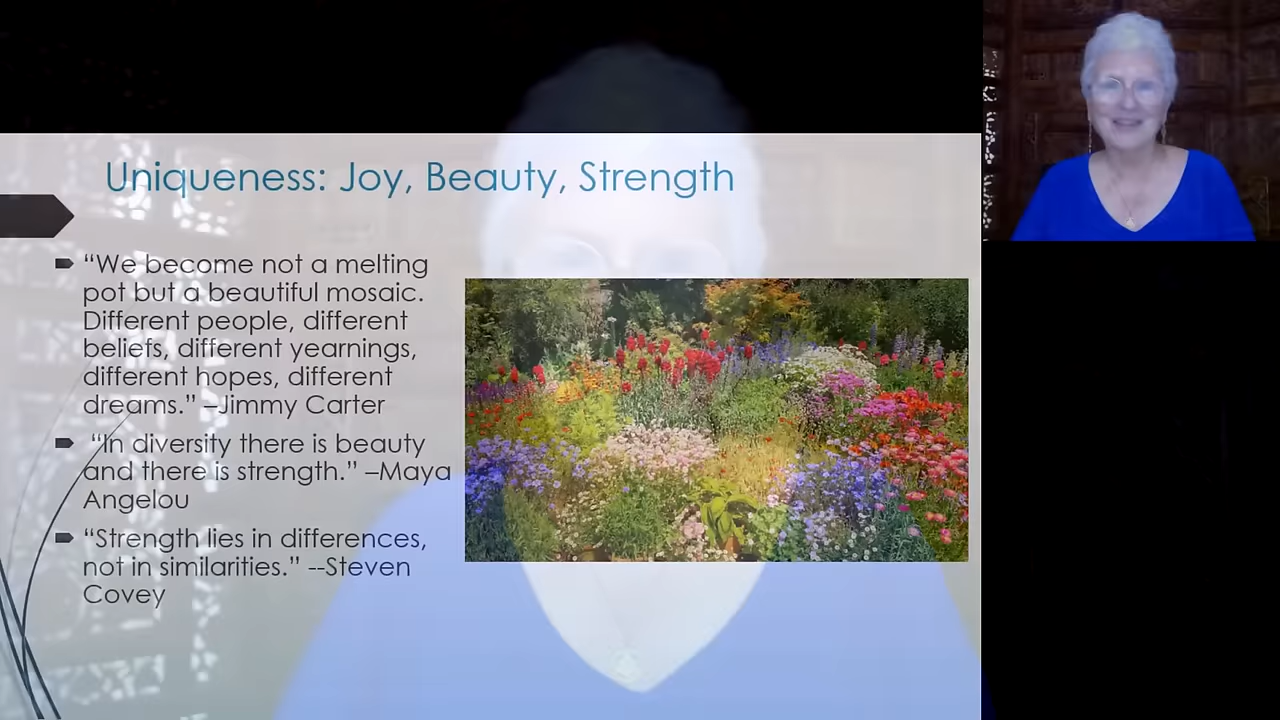 Uniqueness: Joy, Beauty, Strength
“We become not a melting
pot but a beautiful mosaic.
Different people, different
beliefs, different yearnings,
different hopes, different
dreams.” –Jimmy Carter
“In diversity there is beauty
and there is strength.” –Maya
Angelou
“Strength lies in differences,
not in similarities.” --Steven
Covey